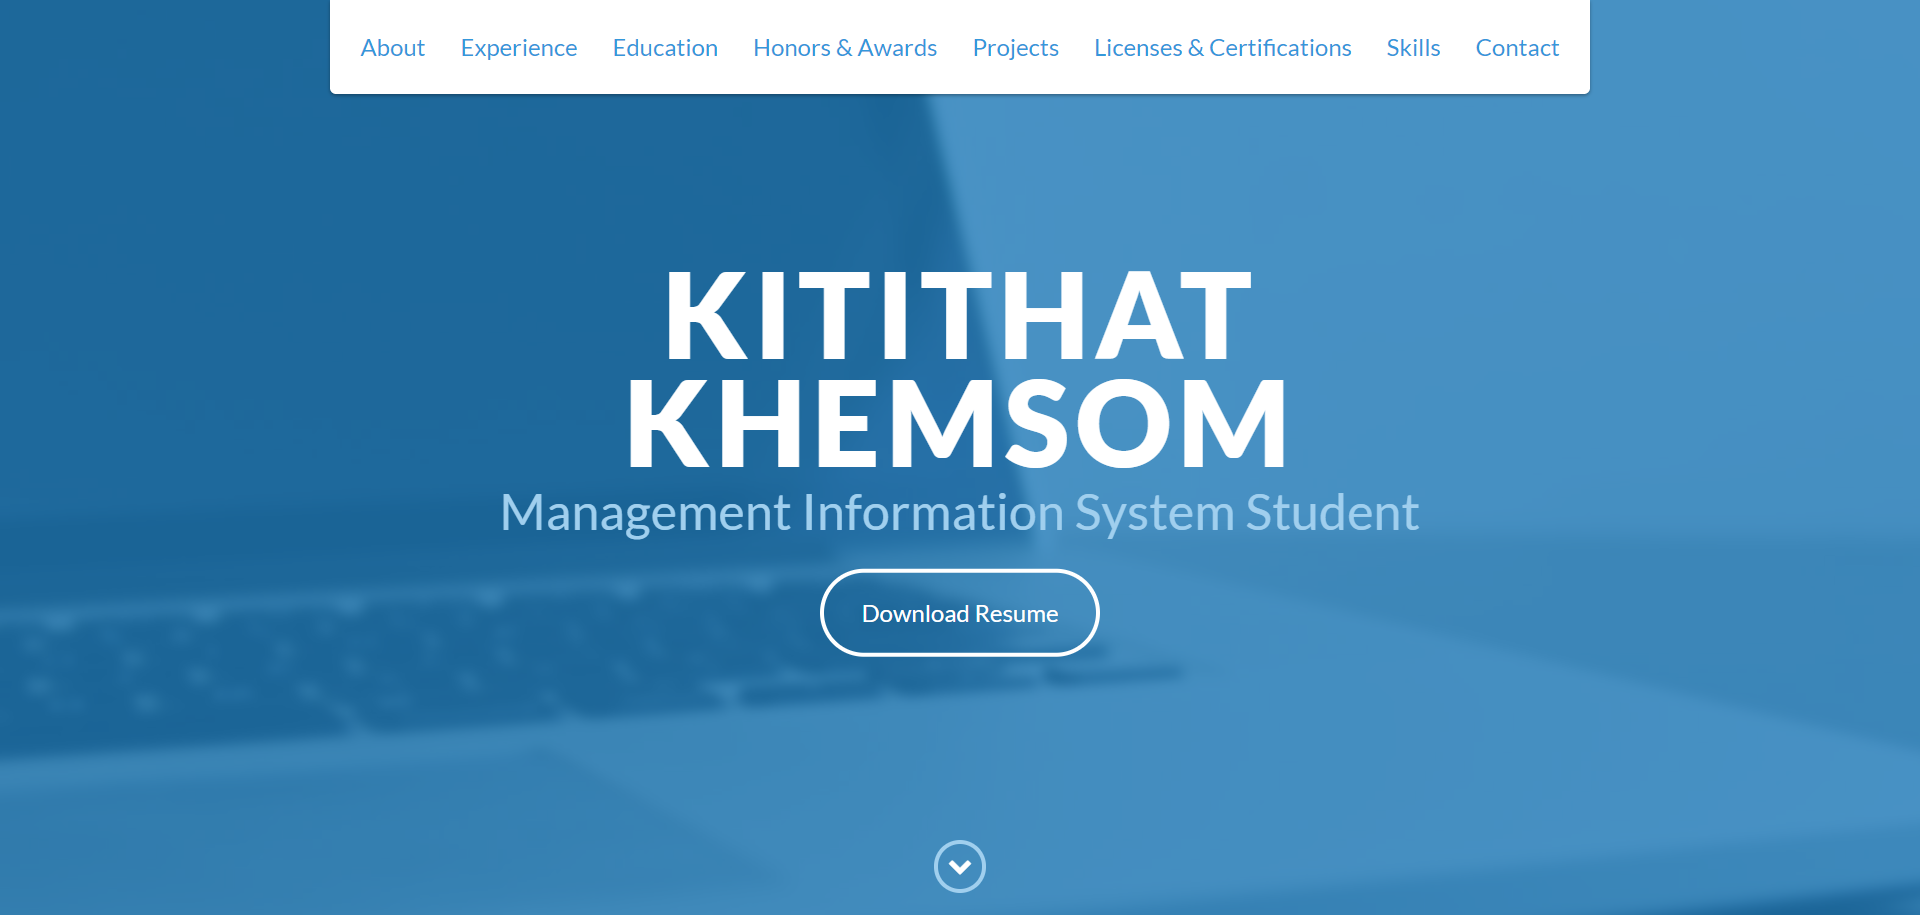 About Experience Education Honors & Awards Projects Licenses & Certifications Skills Contact
KITITHAT
KHEMSOM
Management Information System Student
Download Resume